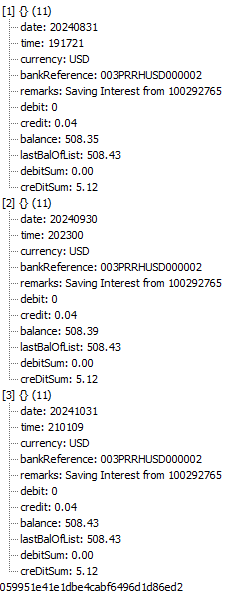 [1] {} (11)
date: 20240831
time: 191721
currency: USD
bankReference: 003PRRHUSD000002
remarks: Saving Interest from 100292765
debit: 0
credit: 0.04
balance: 508.35
lastBalOfList: 508.43
debitSum: 0.00
creDitSum: 5.12
[2] {} (11)
date: 20240930
time: 202300
currency: USD
bankReference: 003PRRHUSD000002
remarks: Saving Interest from 100292765
debit: 0
credit: 0.04
balance: 508.39
lastBalOfList: 508.43
debitSum: 0.00
creDitSum: 5.12
[3] {} (11)
date: 20241031
time: 210109
currency: USD
bankReference: 003PRRHUSD000002
remarks: Saving Interest from 100292765
debit: 0
credit: 0.04
balance: 508.43
lastBalOfList: 508.43
debitSum: 0.00
creDitSum: 5.12
059951e41e1dbe4cabf6496d1d86ed2